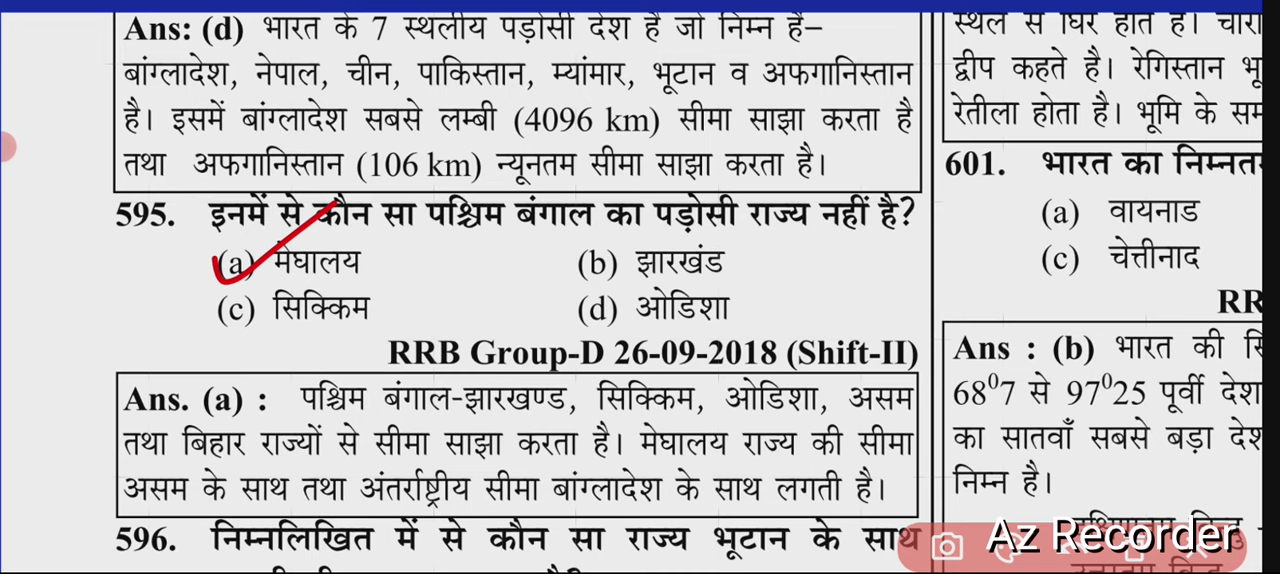 Ans: (d) भारत के 7 स्थलीय पड़ोसी देश हैं जो निम्न हैं–
बांग्लादेश, नेपाल, चीन, पाकिस्तान, म्यांमार, भूटान व अफगानिस्तान
है। इसमें बांग्लादेश सबसे लम्बी (4096 km) सीमा साझा करता है
तथा अफगानिस्तान (106 km) न्यूनतम सीमा साझा करता है।
595. इनमें से कौन सा पश्चिम बंगाल का पड़ोसी राज्य नहीं है?
(a) मेघालय (b) झारखंड
(c) सिक्किम (d) ओडिशा
RRB Group-D 26-09-2018 (Shift-II)
Ans. (a) : पश्चिम बंगाल-झारखण्ड, सिक्किम, ओडिशा, असम
तथा बिहार राज्यों से सीमा साझा करता है। मेघालय राज्य की सीमा
असम के साथ तथा अंतर्राष्ट्रीय सीमा बांग्लादेश के साथ लगती है।
596. निम्नलिखित में से कौन सा राज्य भूटान के साथ
स्थल से घिरे होते हैं।
द्वीप कहते है। रेगिस्तान
रेतीला होता है। भूमि के
601. भारत का
(a) वायनाड
(c) चेत्तीनाद
Ans : (b) भारत की
68⁰7 से 97⁰25 पूर्वी
का सातवाँ सबसे बड़ा
निम्न है।
Az Recorder